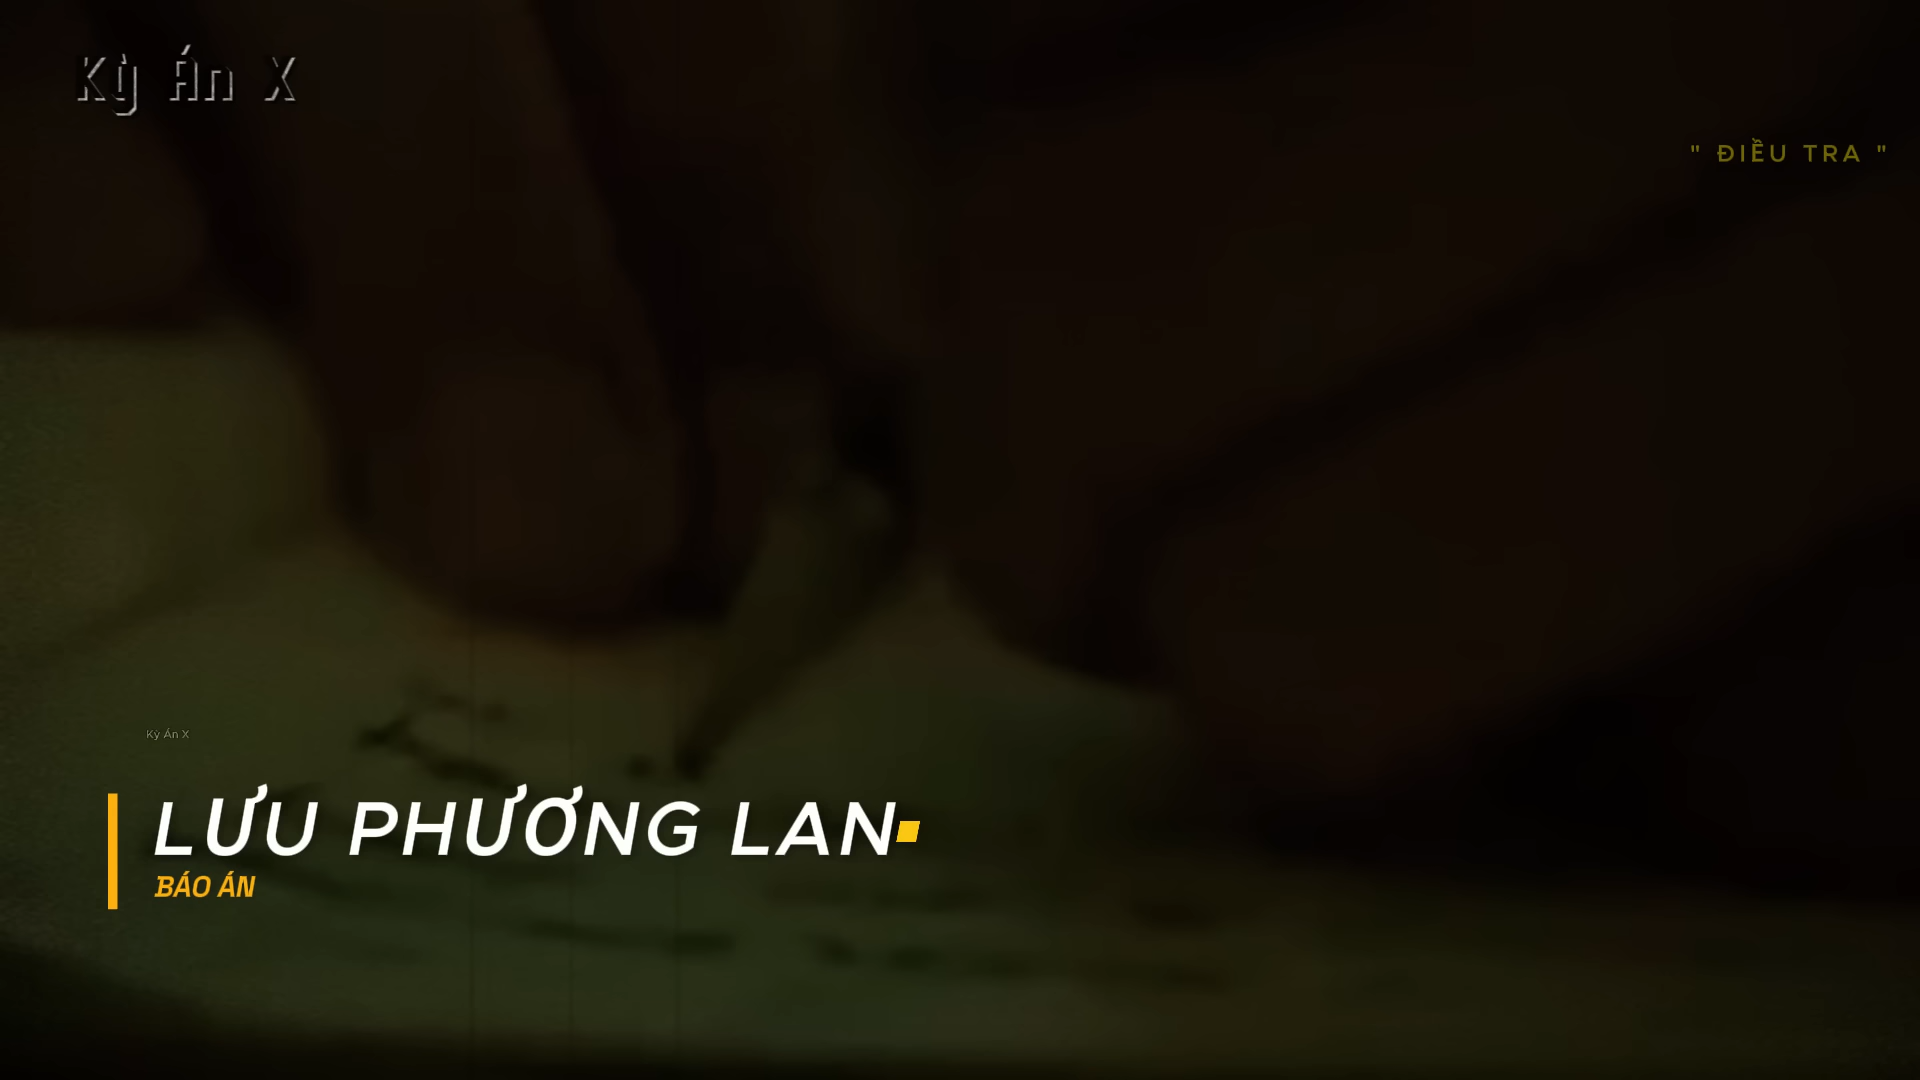 Kỳ Án X
" ĐIỀU TRA "
Kỳ Án X
LƯU PHƯƠNG LAN
BÁO ÁN